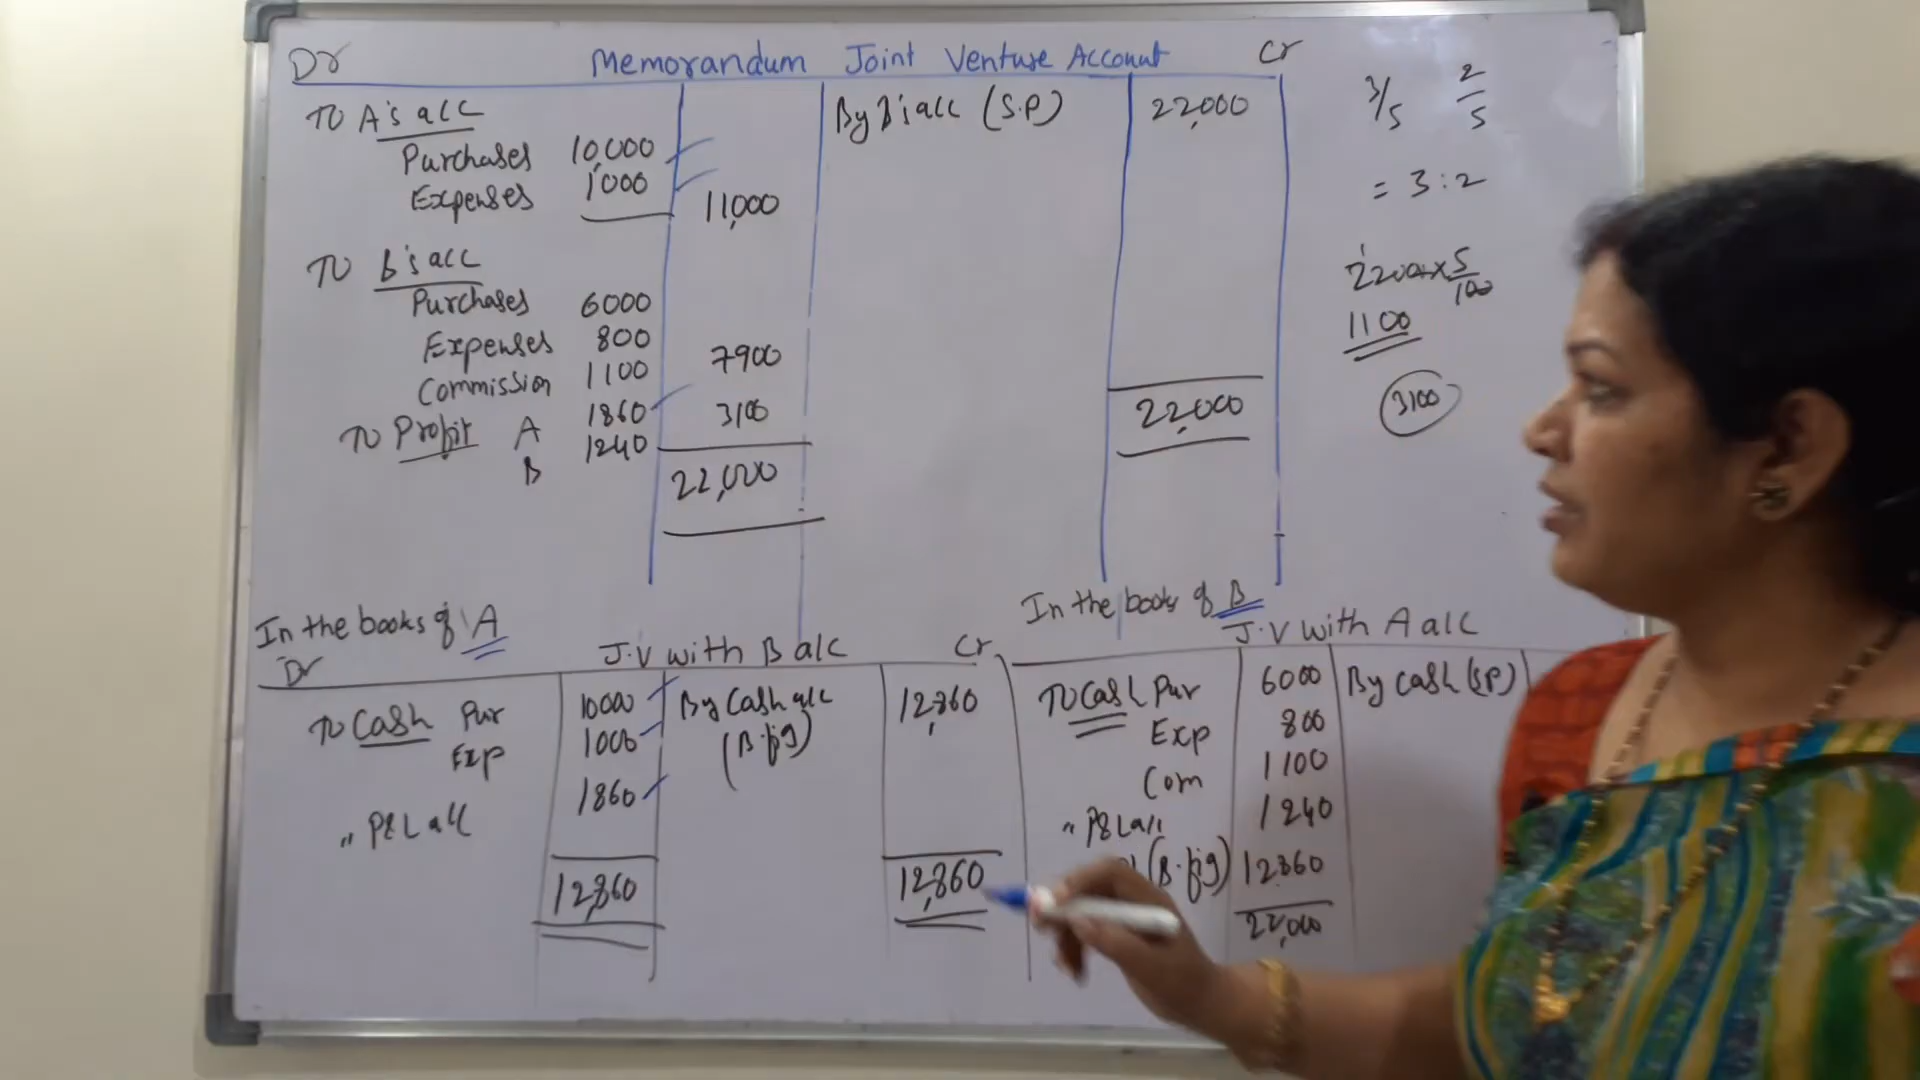 Dr Memorandum Joint Venture Account Cr
To A's a/c By B's a/c (S.P) 22,000
Purchases 10,000
Expenses 1000 11,000
To B's a/c
Purchases 6000
Expenses 800 7900
Commission 1100
To Profit A 1860 3100
B 1240
22,000 22,000
3/5 2/5
= 3:2
22000 x 5/100
1100
3100
In the books of A
Dr J.V with B a/c Cr
To Cash Pur 10000 By Cash a/c 12,860
Exp 1000 (B.fig)
" P&L a/c 1860
12,860 12,860
In the books of B
J.V with A a/c
To Cash Pur 6000 By Cash (S.P)
Exp 800
Com 1100
" P&L a/c 1240
(B.fig) 12860
22,000